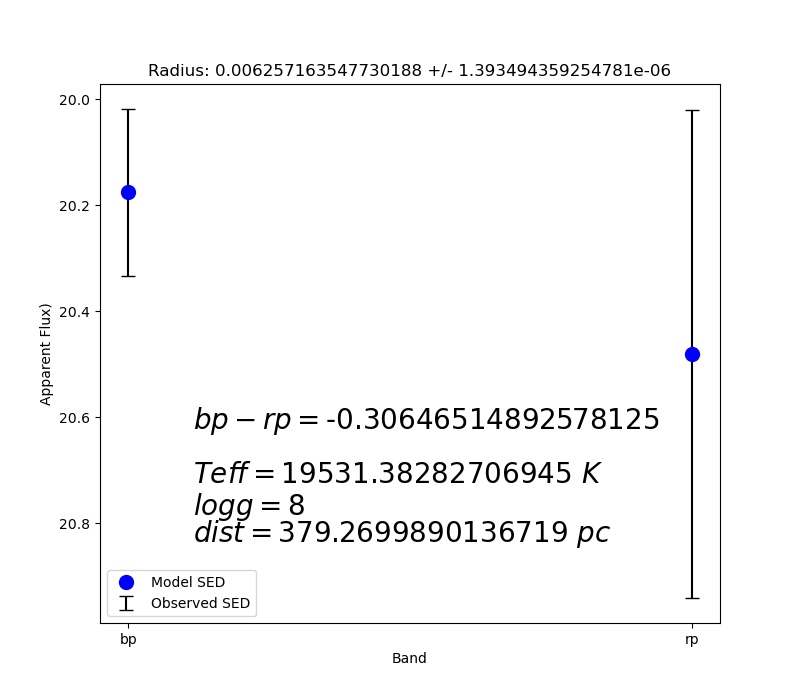 Radius: 0.006257163547730188 +/- 1.393494359254781e-06
20.0
20.2
20.4
20.6
20.8
Apparent Flux)
bp − rp = -0.30646514892578125
Teff = 19531.38282706945 K
logg = 8
dist = 379.2699890136719 pc
Model SED
Observed SED
bp
rp
Band